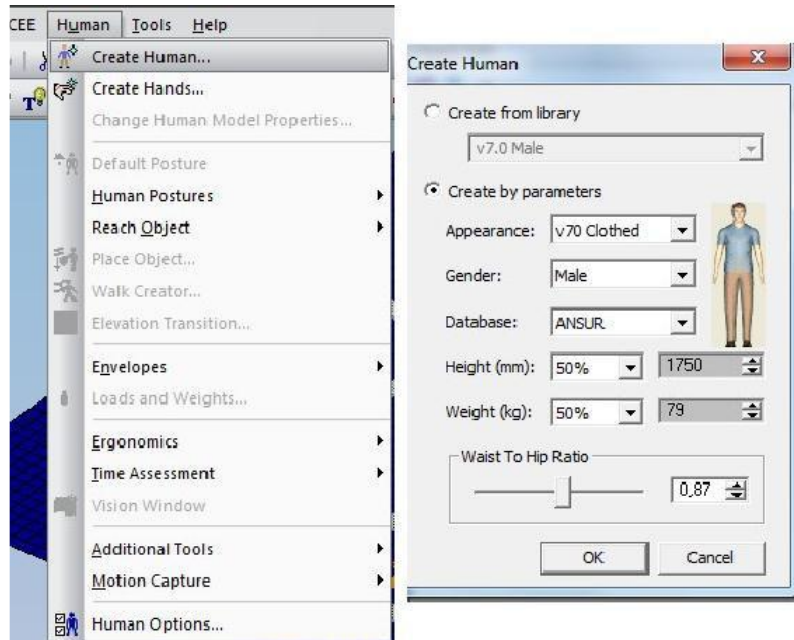 CEE Human Tools Help
Create Human...
Create Hands...
Change Human Model Properties...
Default Posture
Human Postures
Reach Object
Place Object...
Walk Creator...
Elevation Transition...
Envelopes
Loads and Weights...
Ergonomics
Time Assessment
Vision Window
Additional Tools
Motion Capture
Human Options...
Create Human
Create from library
v7.0 Male
Create by parameters
Appearance: v70 Clothed
Gender: Male
Database: ANSUR
Height (mm): 50% 1750
Weight (kg): 50% 79
Waist To Hip Ratio
0,87
OK Cancel